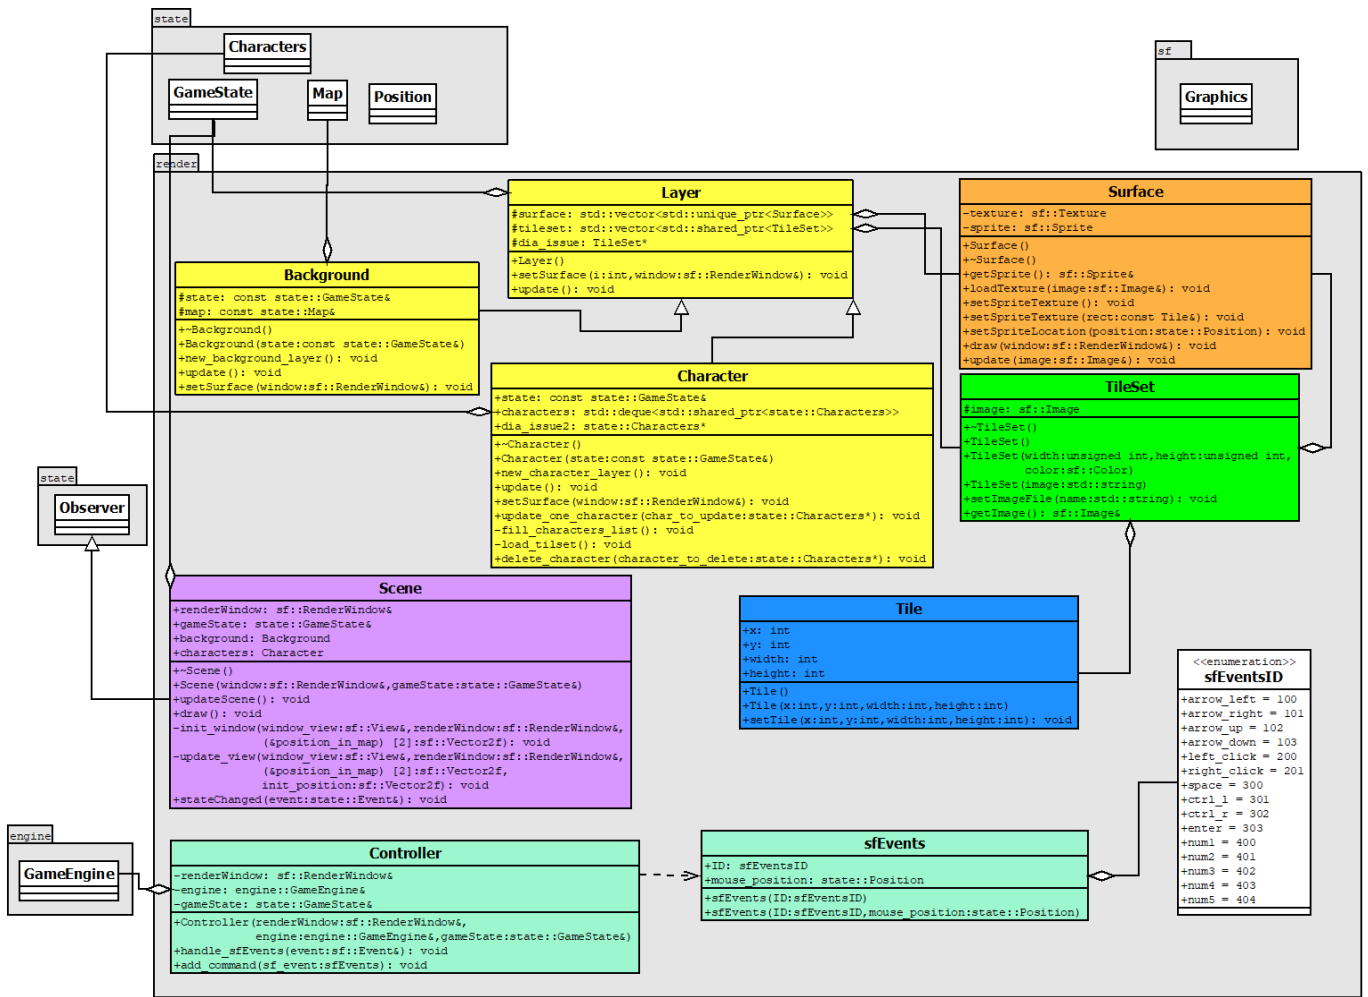 state
Characters
GameState
Map
Position
sf
Graphics
render
Layer
#surface: std::vector<std::unique_ptr<Surface>>
#tileset: std::vector<std::shared_ptr<TileSet>>
#dia_issue: TileSet*
+Layer()
+setSurface(i:int,window:sf::RenderWindow&): void
+update(): void
Surface
-texture: sf::Texture
-sprite: sf::Sprite
+Surface()
+~Surface()
+getSprite(): sf::Sprite&
+loadTexture(image:sf::Image&): void
+setSpriteTexture(): void
+setSpriteTexture(rect:const Tile&): void
+setSpriteLocation(position:state::Position): void
+draw(window:sf::RenderWindow&): void
+update(image:sf::Image&): void
Background
#state: const state::GameState&
#map: const state::Map&
+~Background()
+Background(state:const state::GameState&)
+new_background_layer(): void
+update(): void
+setSurface(window:sf::RenderWindow&): void
Character
+state: const state::GameState&
+characters: std::deque<std::shared_ptr<state::Characters>>
+dia_issue2: state::Characters*
+~Character()
+Character(state:const state::GameState&)
+new_character_layer(): void
+update(): void
+setSurface(window:sf::RenderWindow&): void
+update_one_character(char_to_update:state::Characters*): void
-fill_characters_list(): void
-load_tilset(): void
+delete_character(character_to_delete:state::Characters*): void
TileSet
#image: sf::Image
+~TileSet()
+TileSet()
+TileSet(width:unsigned int,height:unsigned int,
color:sf::Color)
+TileSet(image:std::string)
+setImageFile(name:std::string): void
+getImage(): sf::Image&
state
Observer
Scene
+renderWindow: sf::RenderWindow&
+gameState: state::GameState&
+background: Background
+characters: Character
+~Scene()
+Scene(window:sf::RenderWindow&,gameState:state::GameState&)
+updateScene(): void
+draw(): void
-init_window(window_view:sf::View&,renderWindow:sf::RenderWindow&,
(&position_in_map) [2]:sf::Vector2f): void
-update_view(window_view:sf::View&,renderWindow:sf::RenderWindow&,
(&position_in_map) [2]:sf::Vector2f,
init_position:sf::Vector2f): void
+stateChanged(event:state::Event&): void
Tile
+x: int
+y: int
+width: int
+height: int
+Tile()
+Tile(x:int,y:int,width:int,height:int)
+setTile(x:int,y:int,width:int,height:int): void
<<enumeration>>
sfEventsID
+arrow_left = 100
+arrow_right = 101
+arrow_up = 102
+arrow_down = 103
+left_click = 200
+right_click = 201
+space = 300
+ctrl_l = 301
+ctrl_r = 302
+enter = 303
+num1 = 400
+num2 = 401
+num3 = 402
+num4 = 403
+num5 = 404
engine
GameEngine
Controller
-renderWindow: sf::RenderWindow&
-engine: engine::GameEngine&
-gameState: state::GameState&
+Controller(renderWindow:sf::RenderWindow&,
engine:engine::GameEngine&,gameState:state::GameState&)
+handle_sfEvents(event:sf::Event&): void
+add_command(sf_event:sfEvents): void
sfEvents
+ID: sfEventsID
+mouse_position: state::Position
+sfEvents(ID:sfEventsID)
+sfEvents(ID:sfEventsID,mouse_position:state::Position)